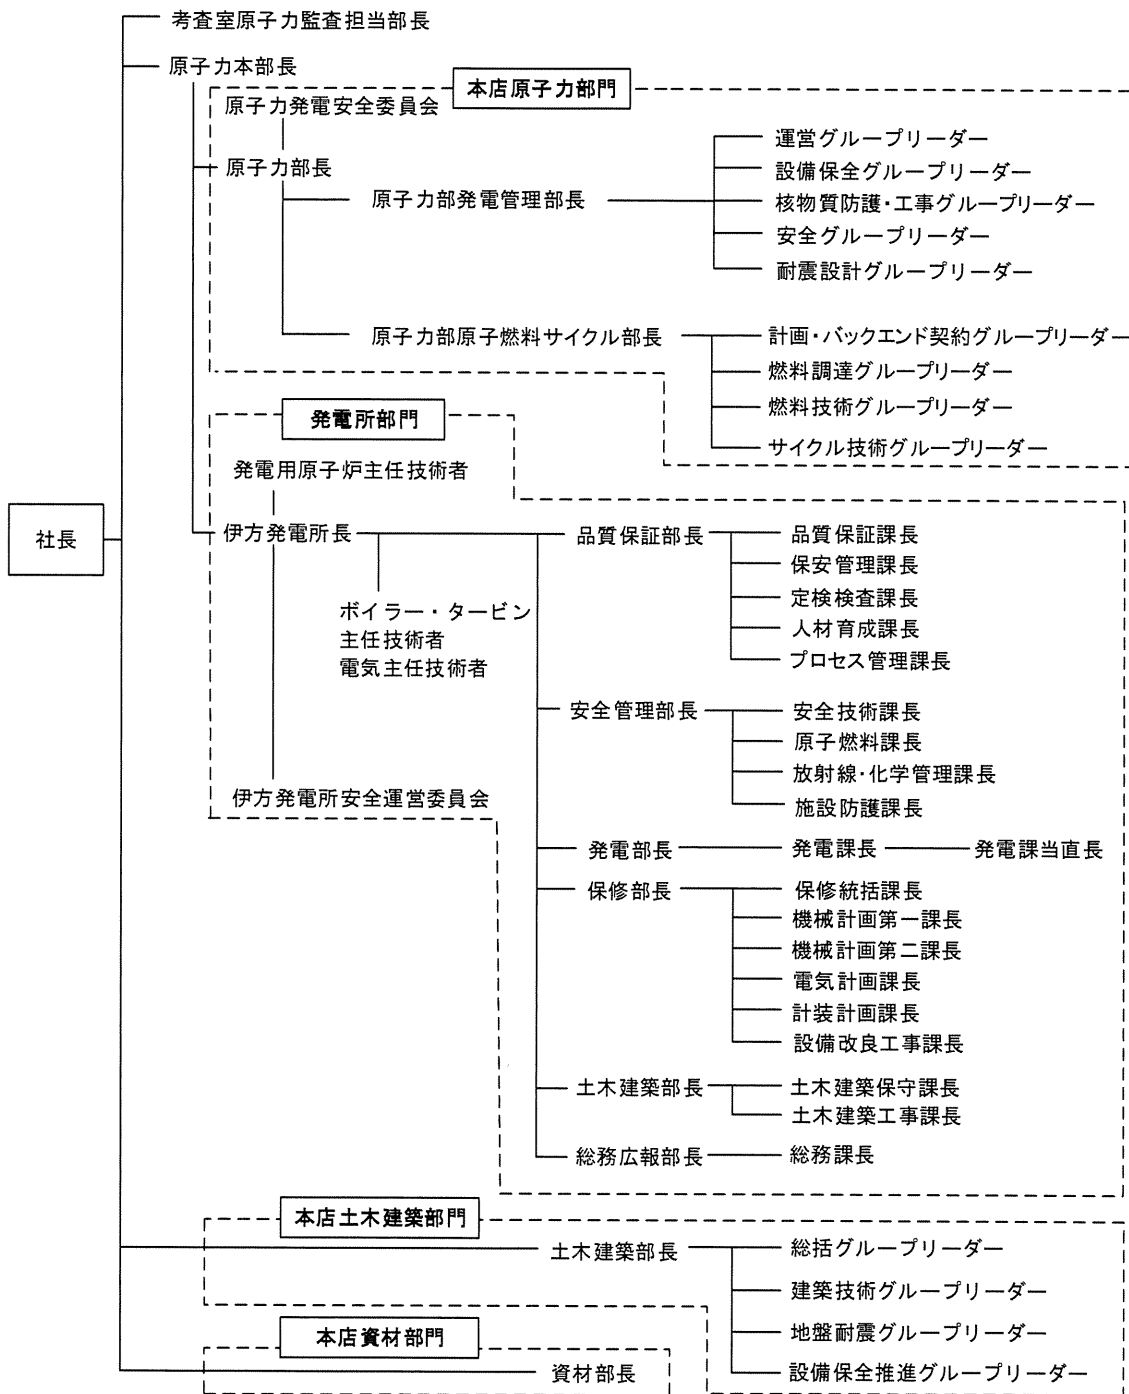 考査室原子力監査担当部長
原子力本部長
本店原子力部門
原子力発電安全委員会
原子力部長
原子力部発電管理部長
運営グループリーダー
設備保全グループリーダー
核物質防護・工事グループリーダー
安全グループリーダー
耐震設計グループリーダー
原子力部原子燃料サイクル部長
計画・バックエンド契約グループリーダー
燃料調達グループリーダー
燃料技術グループリーダー
サイクル技術グループリーダー
発電所部門
発電用原子炉主任技術者
社長
伊方発電所長
ボイラー・タービン
主任技術者
電気主任技術者
伊方発電所安全運営委員会
品質保証部長
品質保証課長
保安管理課長
定検検査課長
人材育成課長
プロセス管理課長
安全管理部長
安全技術課長
原子燃料課長
放射線・化学管理課長
施設防護課長
発電部長
発電課長
発電課当直長
保修部長
保修統括課長
機械計画第一課長
機械計画第二課長
電気計画課長
計装計画課長
設備改良工事課長
土木建築部長
土木建築保守課長
土木建築工事課長
総務広報部長
総務課長
本店土木建築部門
土木建築部長
総括グループリーダー
建築技術グループリーダー
地盤耐震グループリーダー
設備保全推進グループリーダー
本店資材部門
資材部長